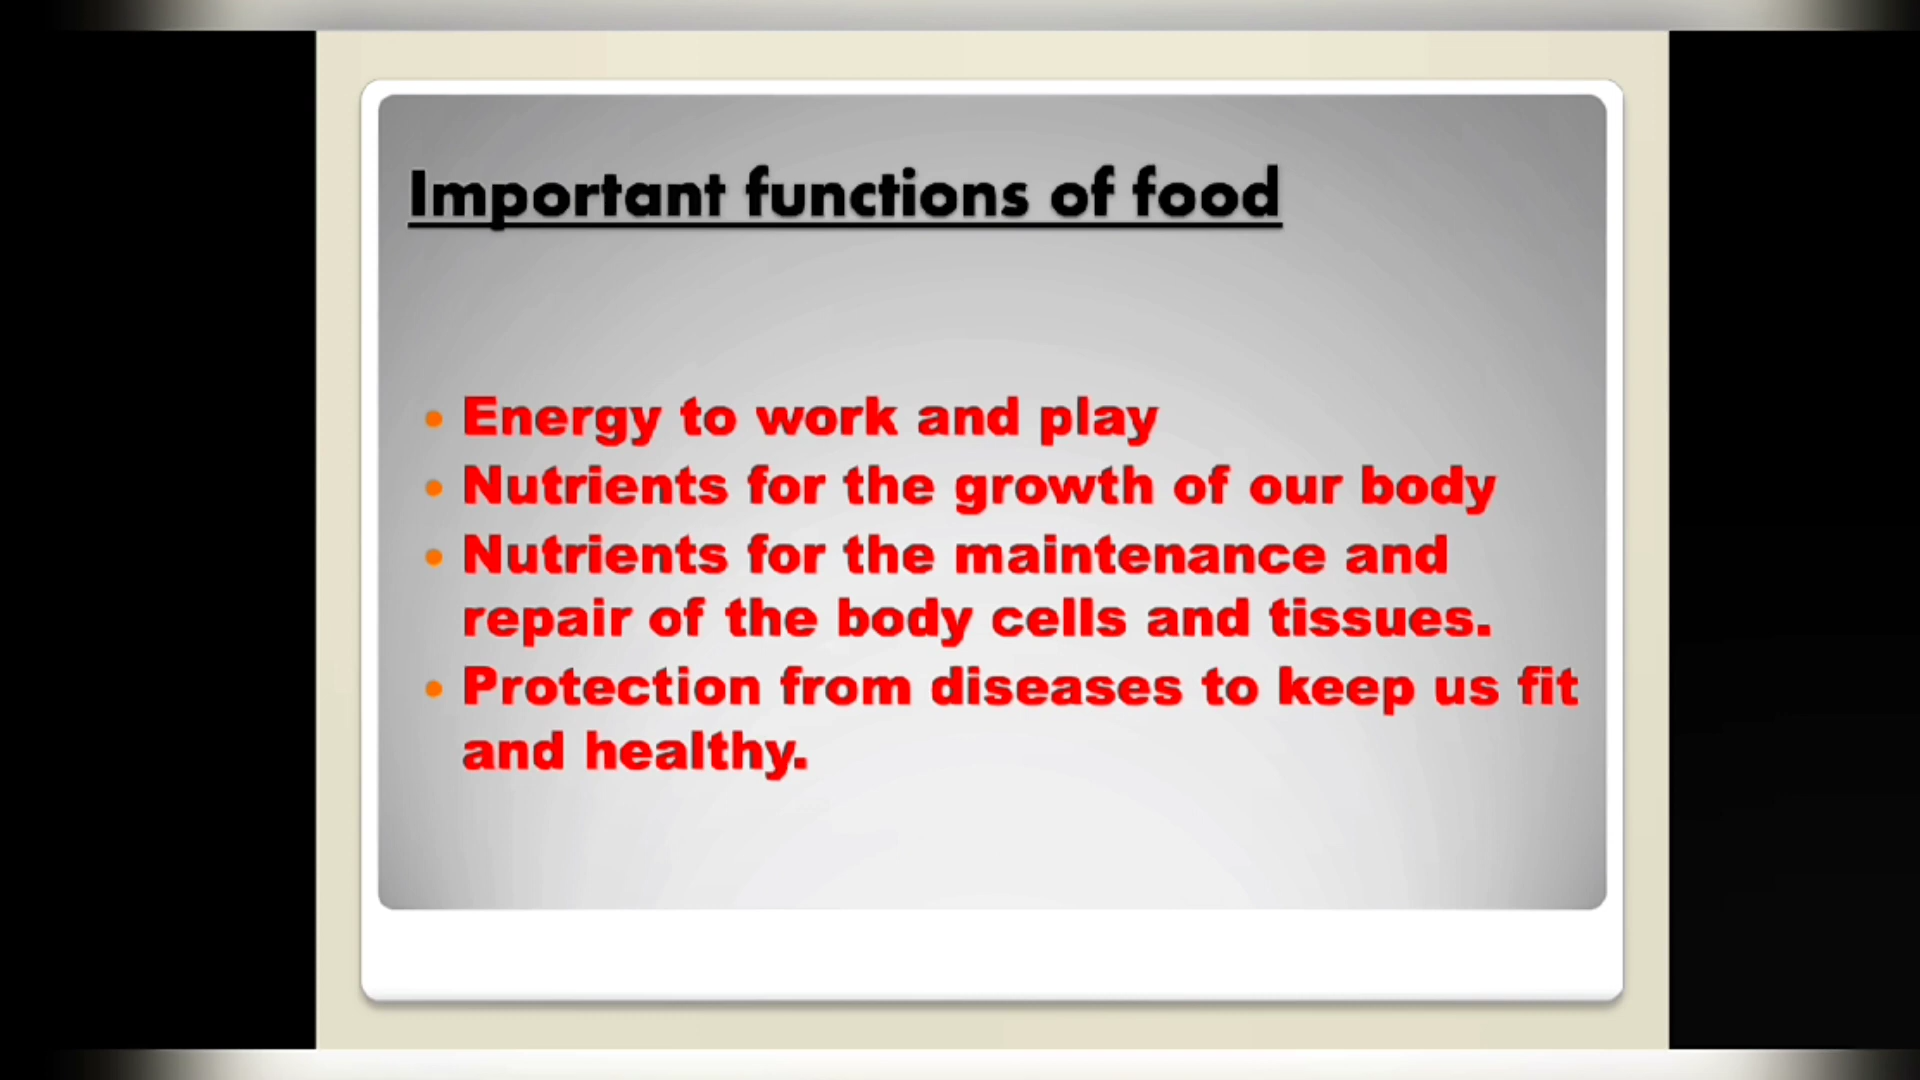 Important functions of food
• Energy to work and play
• Nutrients for the growth of our body
• Nutrients for the maintenance and
repair of the body cells and tissues.
• Protection from diseases to keep us fit
and healthy.